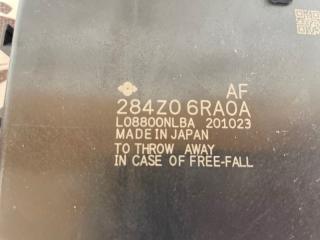 AF
284Z0 6RA0A
L08800NLBA 201023
MADE IN JAPAN
TO THROW AWAY
IN CASE OF FREE-FALL